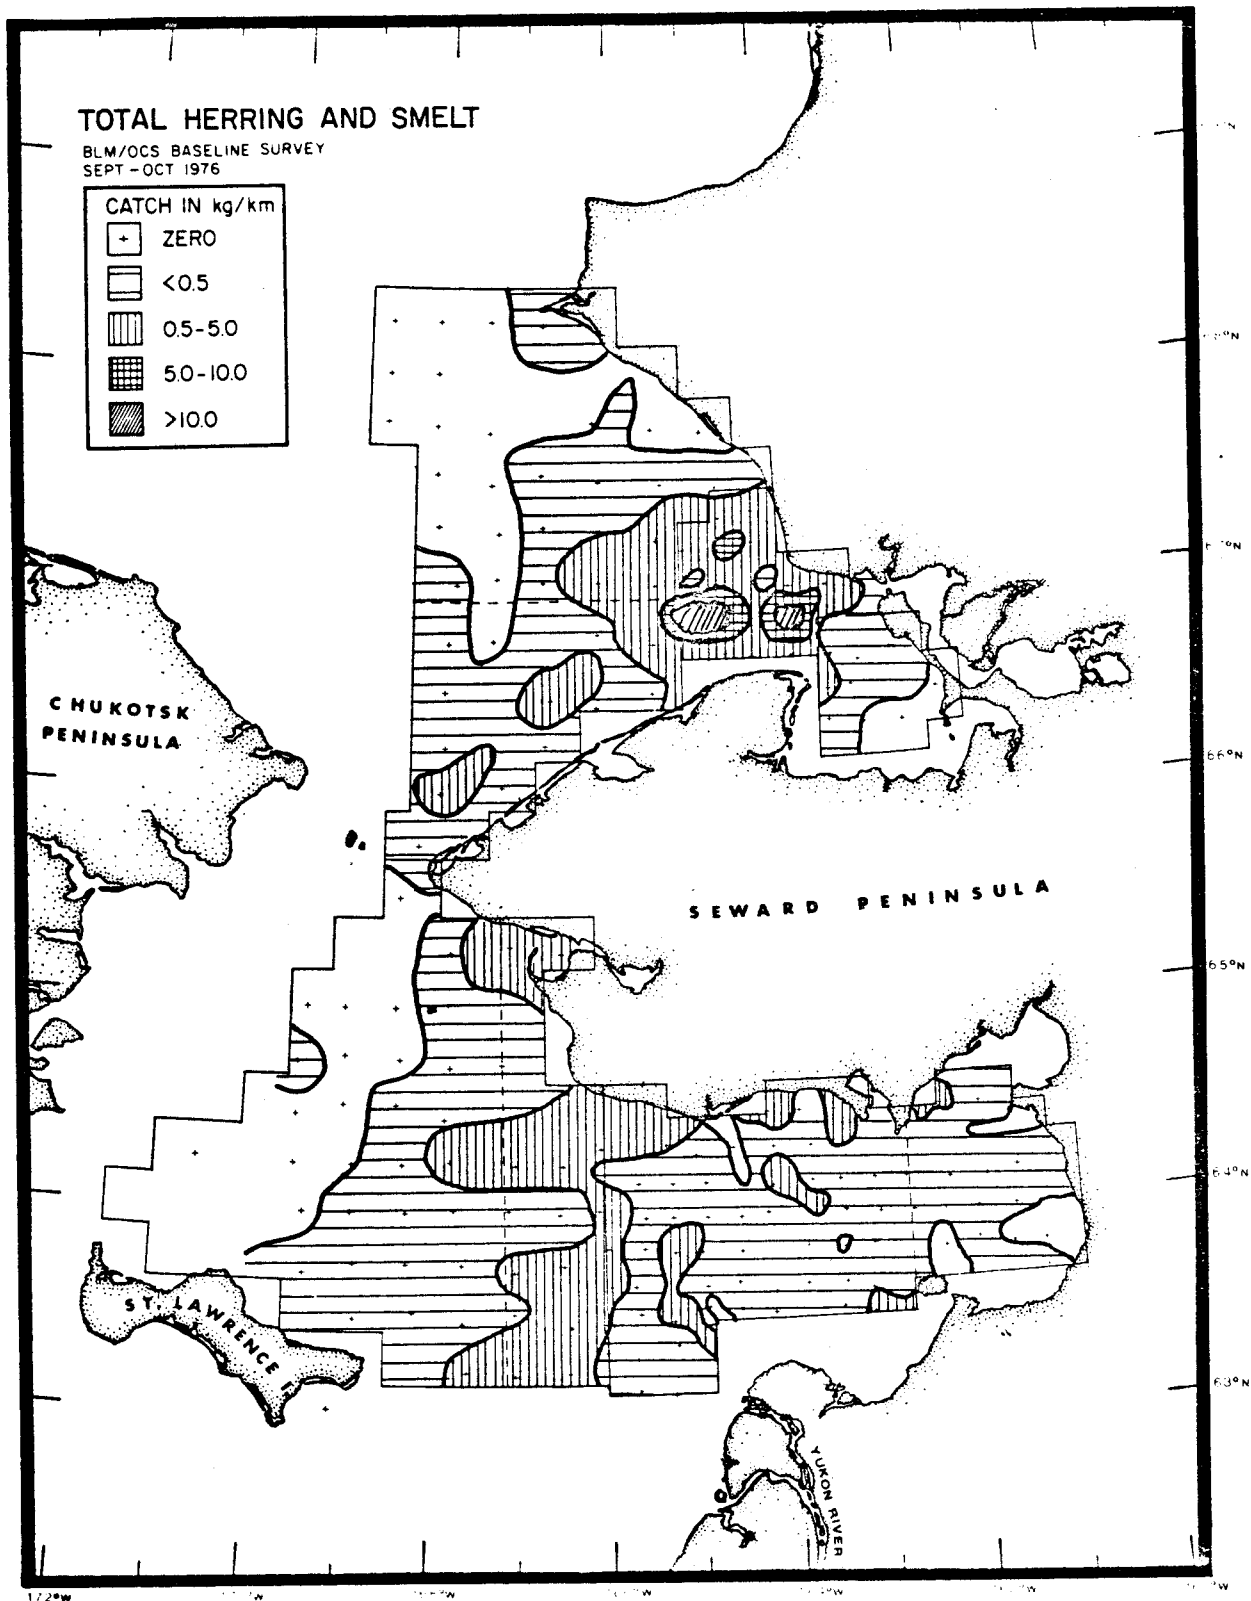 TOTAL HERRING AND SMELT
BLM/OCS BASELINE SURVEY
SEPT-OCT 1976
CATCH IN kg/km
ZERO
<0.5
0.5-5.0
5.0-10.0
>10.0
CHUKOTSK
PENINSULA
66°N
SEWARD PENINSULA
65°N
64°N
ST. LAWRENCE I.
63°N
YUKON RIVER
172°W